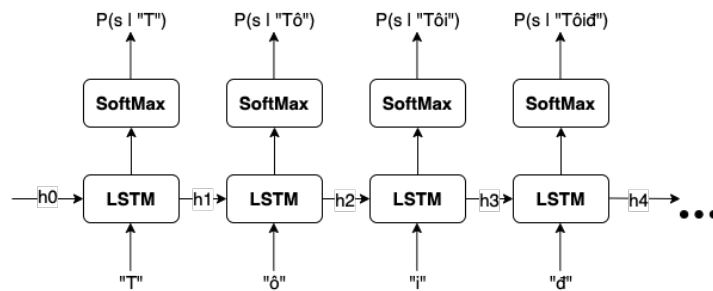 P(s | "T") P(s | "Tô") P(s | "Tôi") P(s | "Tôiđ")
SoftMax SoftMax SoftMax SoftMax
h0 LSTM h1 LSTM h2 LSTM h3 LSTM h4
"T" "ô" "i" "đ"